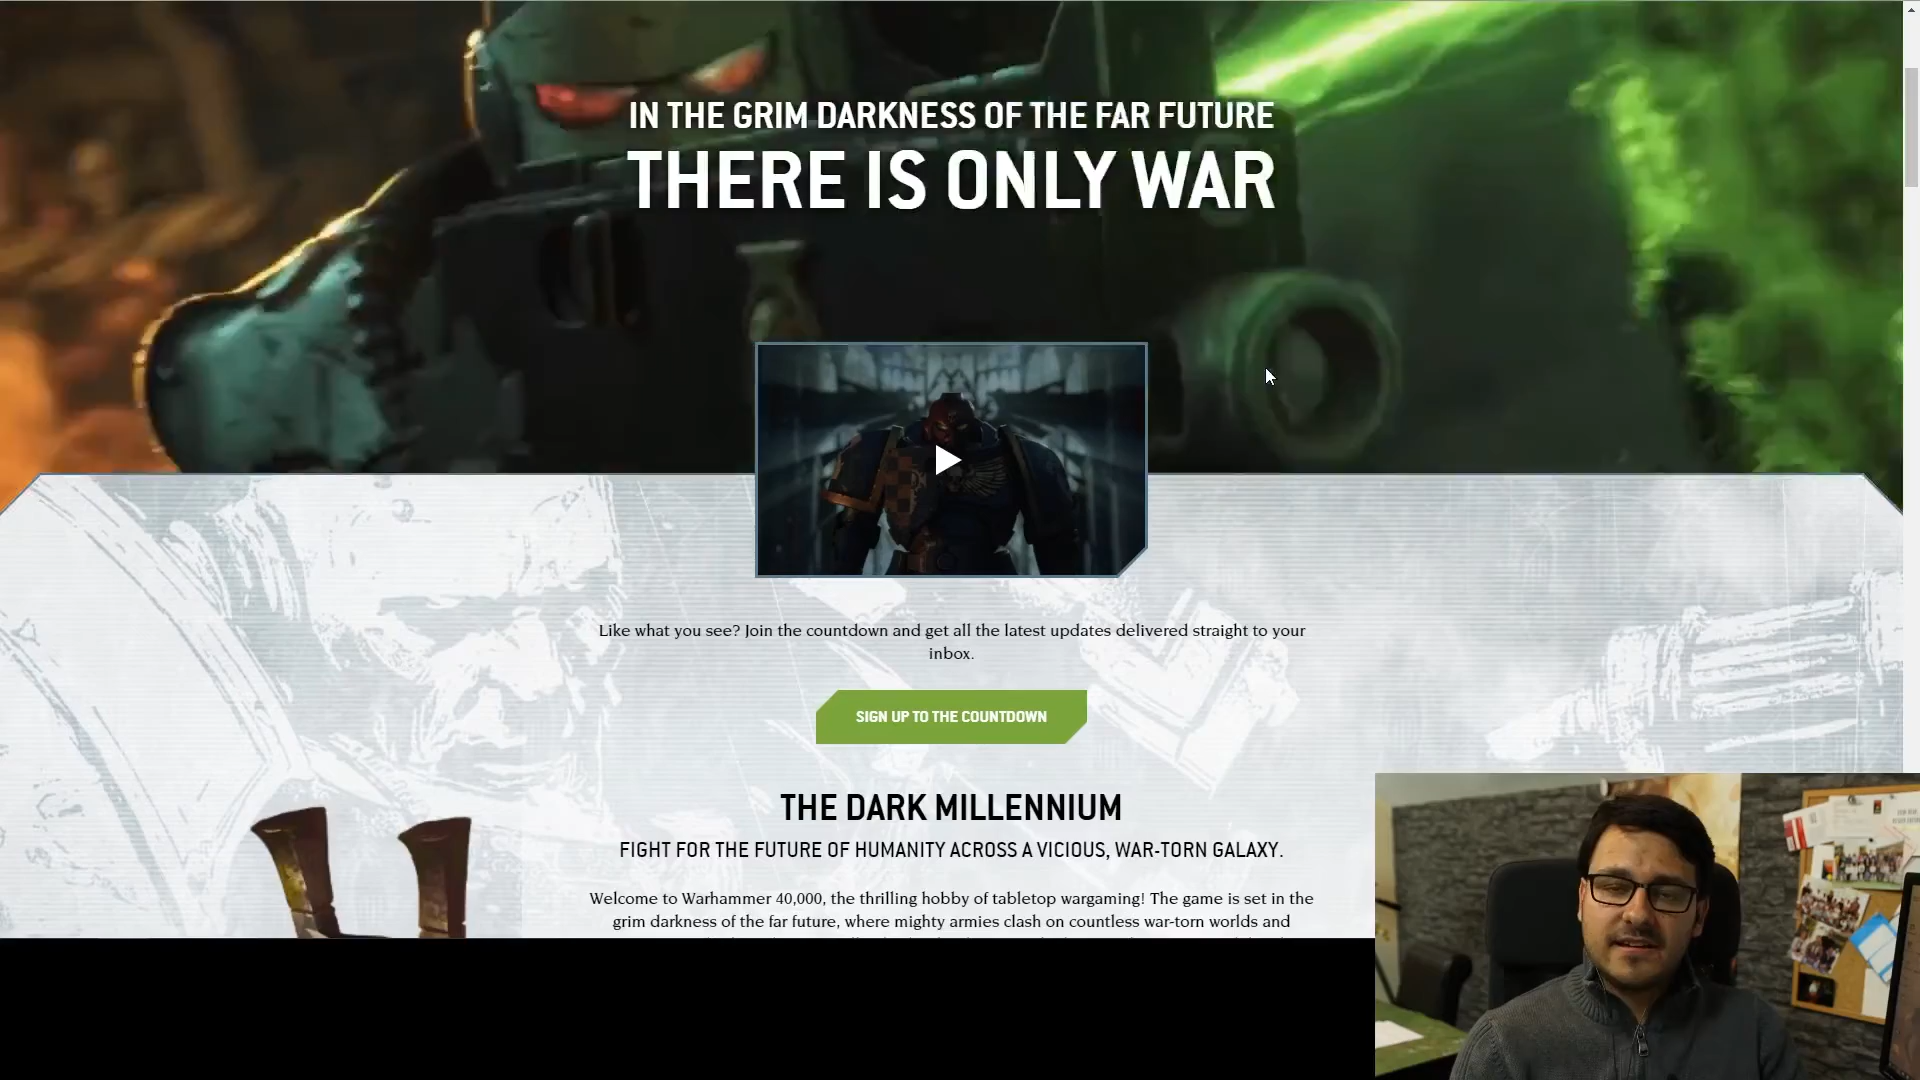 IN THE GRIM DARKNESS OF THE FAR FUTURE
THERE IS ONLY WAR
Like what you see? Join the countdown and get all the latest updates delivered straight to your
inbox.
SIGN UP TO THE COUNTDOWN
THE DARK MILLENNIUM
FIGHT FOR THE FUTURE OF HUMANITY ACROSS A VICIOUS, WAR-TORN GALAXY.
Welcome to Warhammer 40,000, the thrilling hobby of tabletop wargaming! The game is set in the
grim darkness of the far future, where mighty armies clash on countless war-torn worlds and